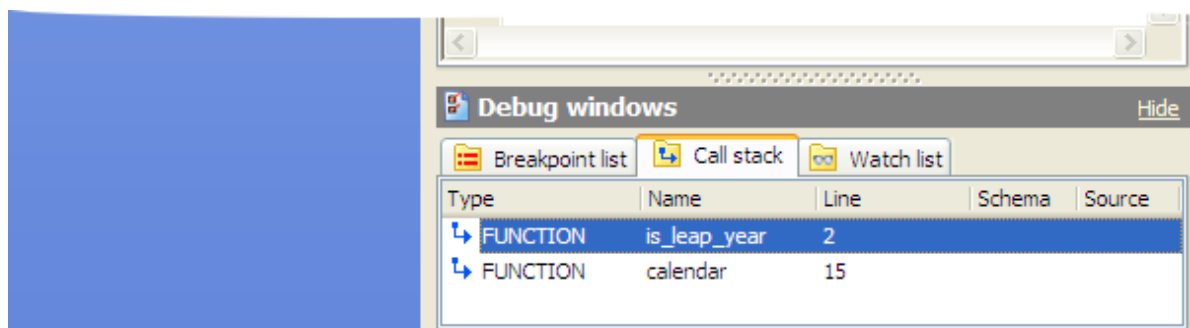 Debug windows Hide
Breakpoint list Call stack Watch list
Type Name Line Schema Source
FUNCTION is_leap_year 2
FUNCTION calendar 15